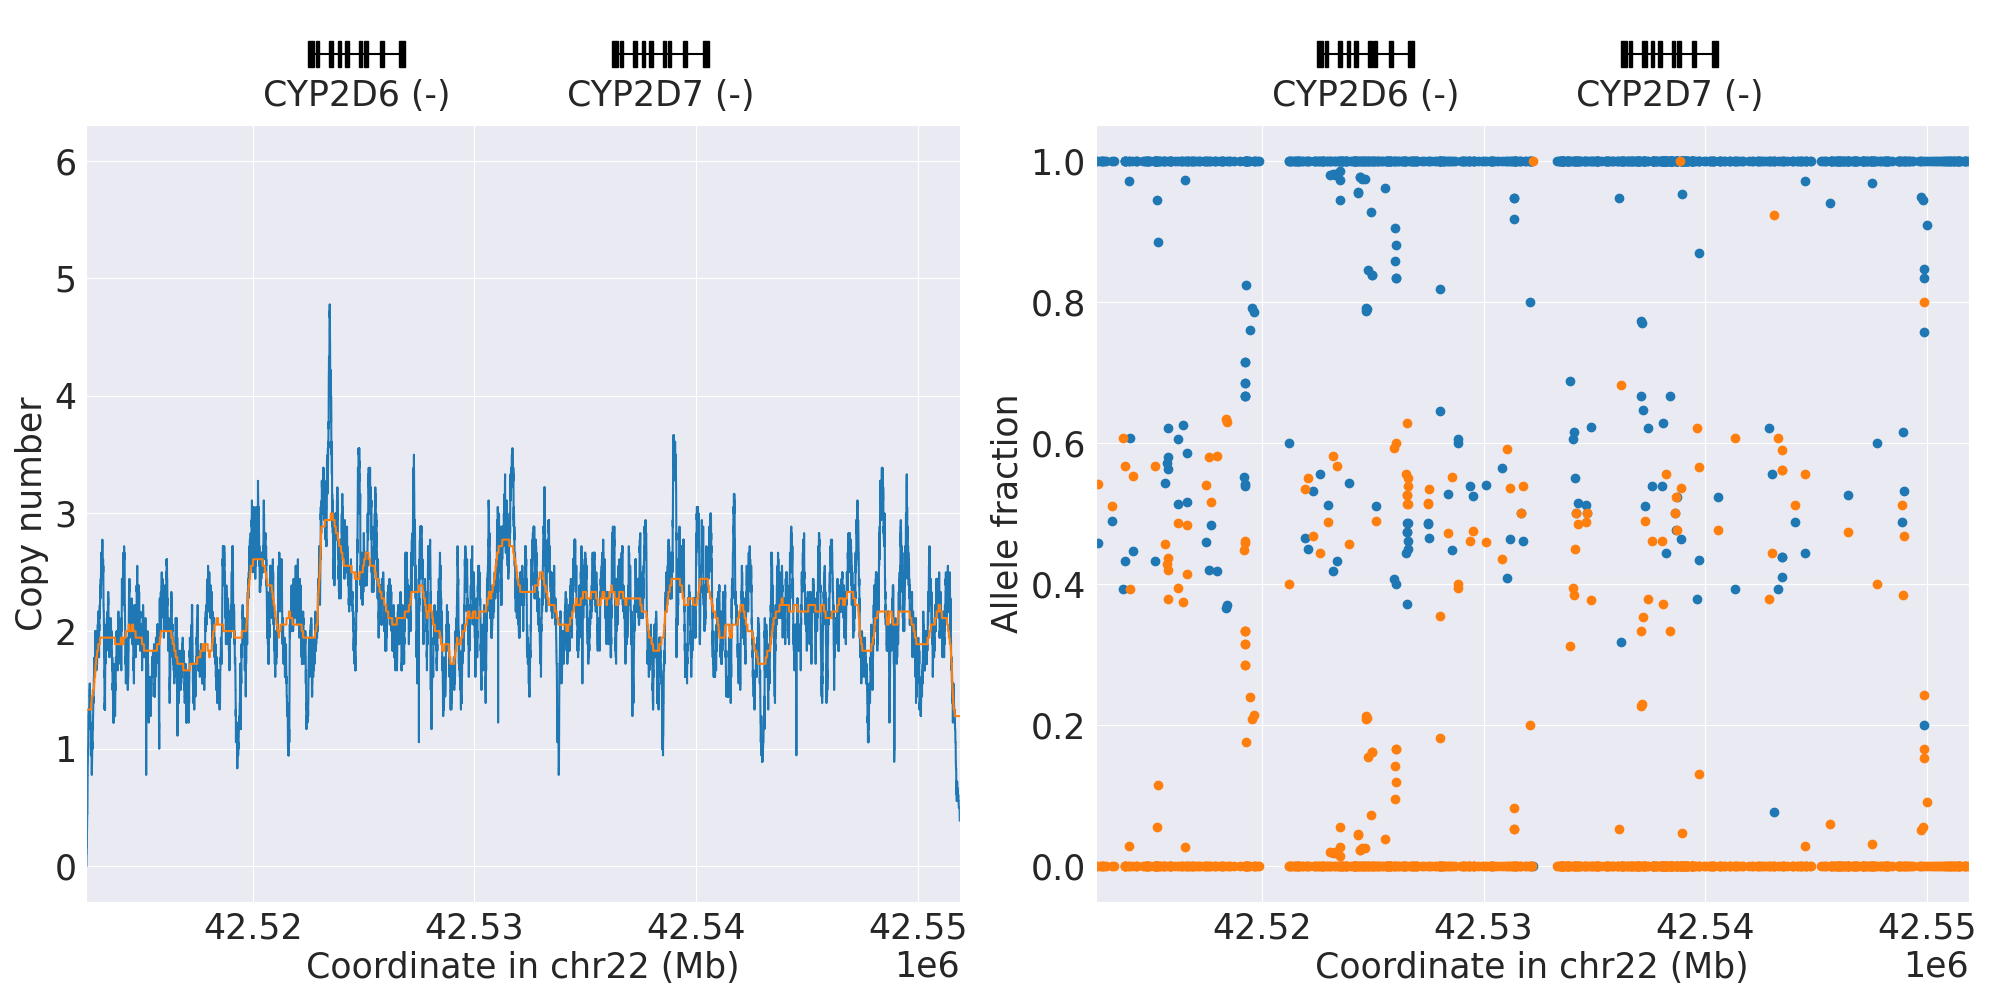 CYP2D6 (-) CYP2D7 (-)
6
5
4
3
2
1
0
Copy number
42.52 42.53 42.54 42.55
1e6
Coordinate in chr22 (Mb)
CYP2D6 (-) CYP2D7 (-)
1.0
0.8
0.6
0.4
0.2
0.0
Allele fraction
42.52 42.53 42.54 42.55
1e6
Coordinate in chr22 (Mb)